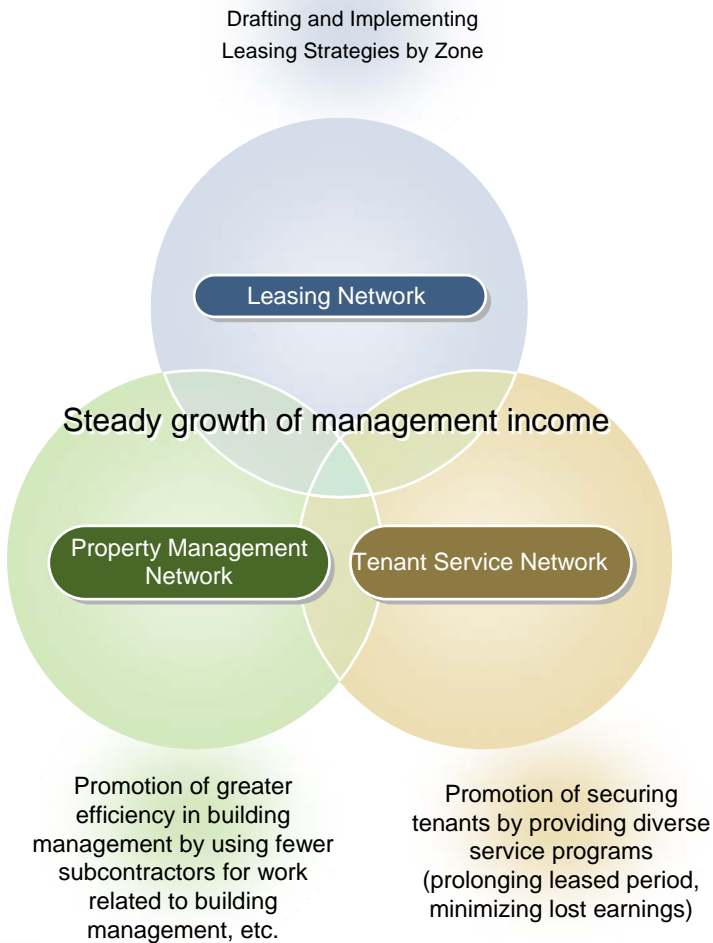 Drafting and Implementing
Leasing Strategies by Zone
Leasing Network
Steady growth of management income
Property Management
Network
Tenant Service Network
Promotion of greater
efficiency in building
management by using fewer
subcontractors for work
related to building
management, etc.
Promotion of securing
tenants by providing diverse
service programs
(prolonging leased period,
minimizing lost earnings)